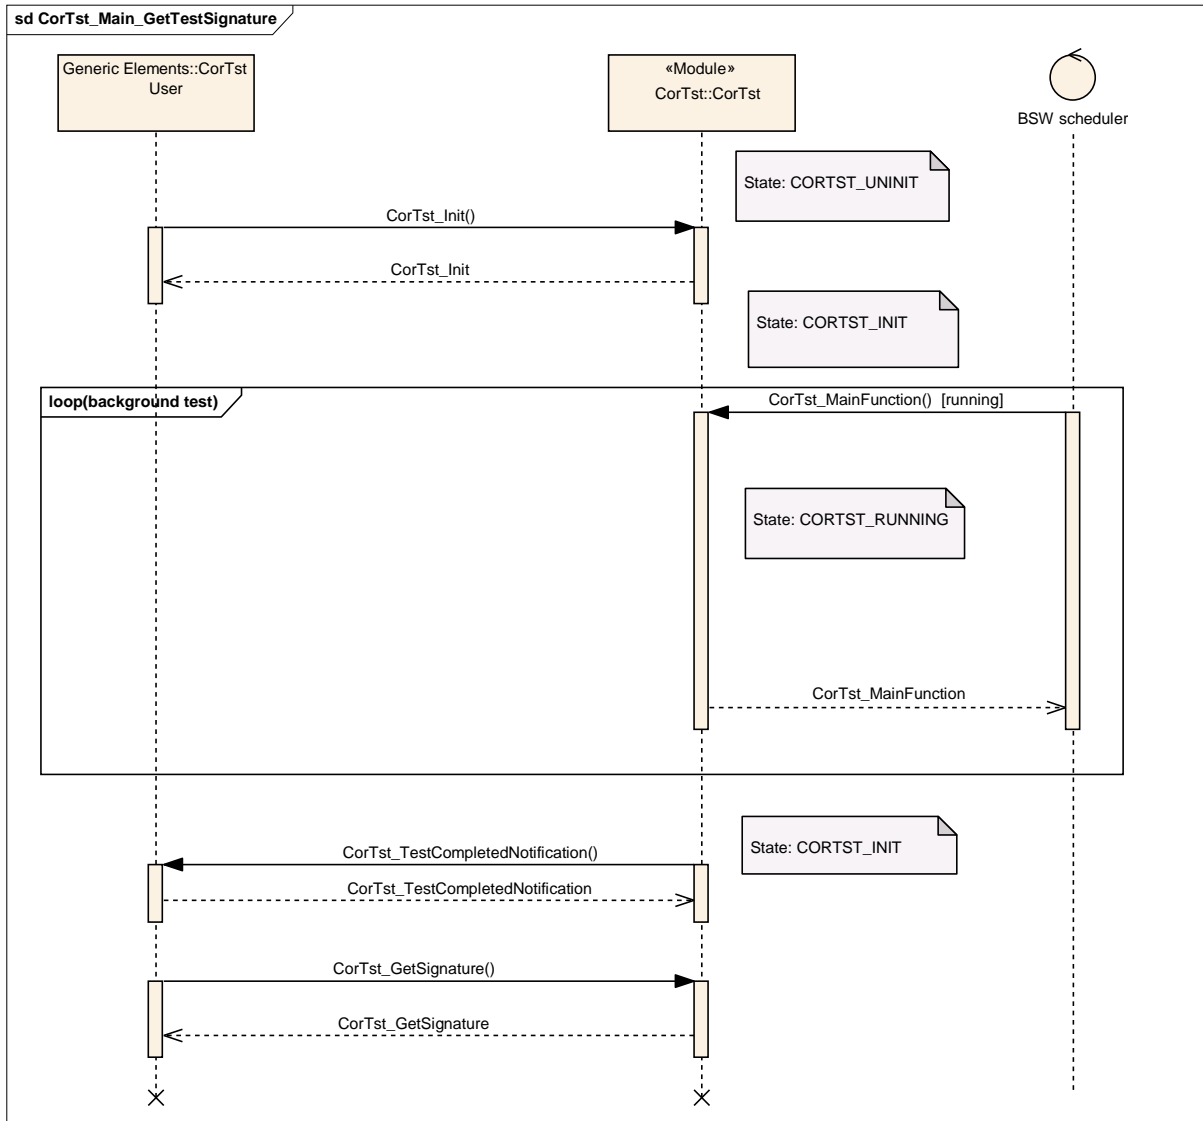 sd CorTst_Main_GetTestSignature
Generic Elements::CorTst
User
«Module»
CorTst::CorTst
BSW scheduler
State: CORTST_UNINIT
CorTst_Init()
CorTst_Init
State: CORTST_INIT
loop(background test)
CorTst_MainFunction() [running]
State: CORTST_RUNNING
CorTst_MainFunction
State: CORTST_INIT
CorTst_TestCompletedNotification()
CorTst_TestCompletedNotification
CorTst_GetSignature()
CorTst_GetSignature